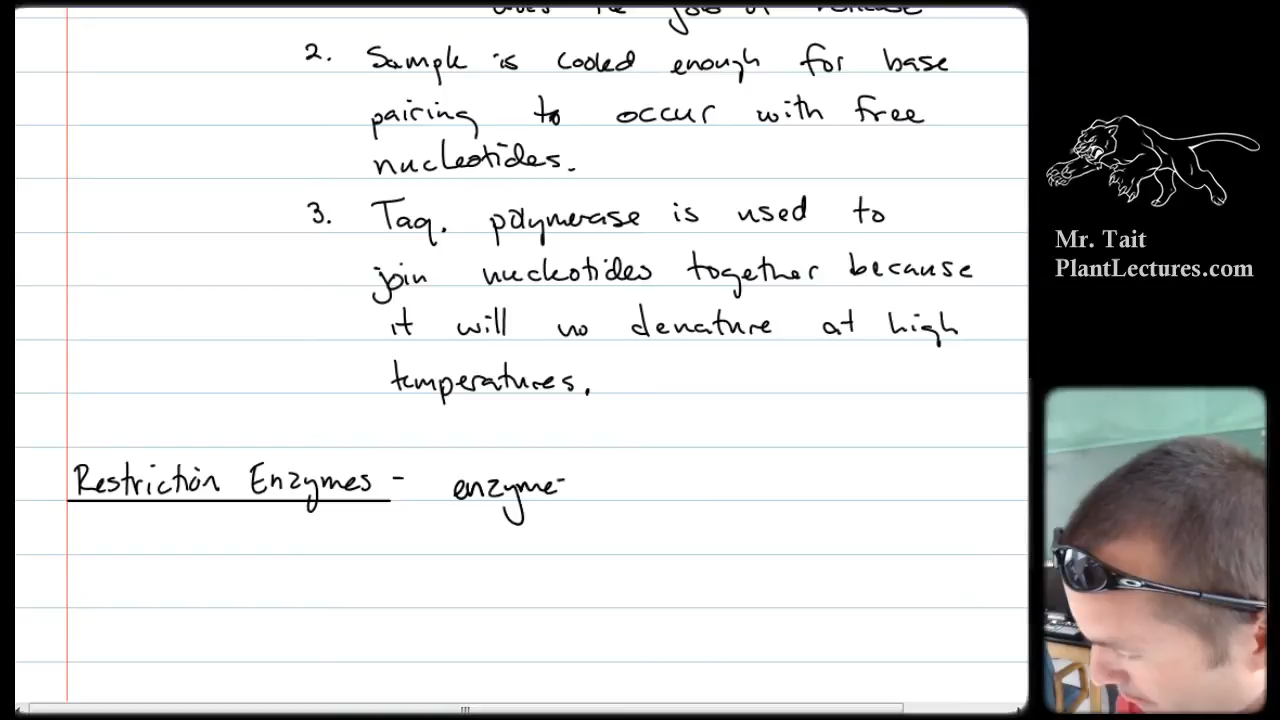 2. Sample is cooled enough for base
pairing to occur with free
nucleotides.
3. Taq. polymerase is used to
join nucleotides together because
it will no denature at high
temperatures.
Restriction Enzymes - enzyme
Mr. Tait
PlantLectures.com